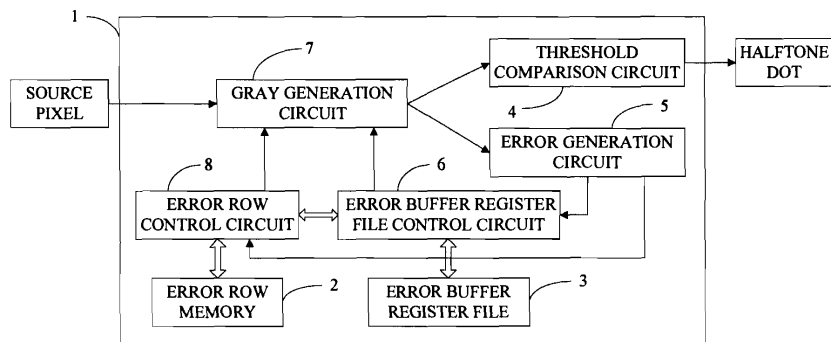 1
7
THRESHOLD
COMPARISON CIRCUIT
HALFTONE
DOT
SOURCE
PIXEL
GRAY GENERATION
CIRCUIT
4
5
ERROR GENERATION
CIRCUIT
8
6
ERROR ROW
CONTROL CIRCUIT
ERROR BUFFER REGISTER
FILE CONTROL CIRCUIT
ERROR ROW
MEMORY
2
ERROR BUFFER
REGISTER FILE
3